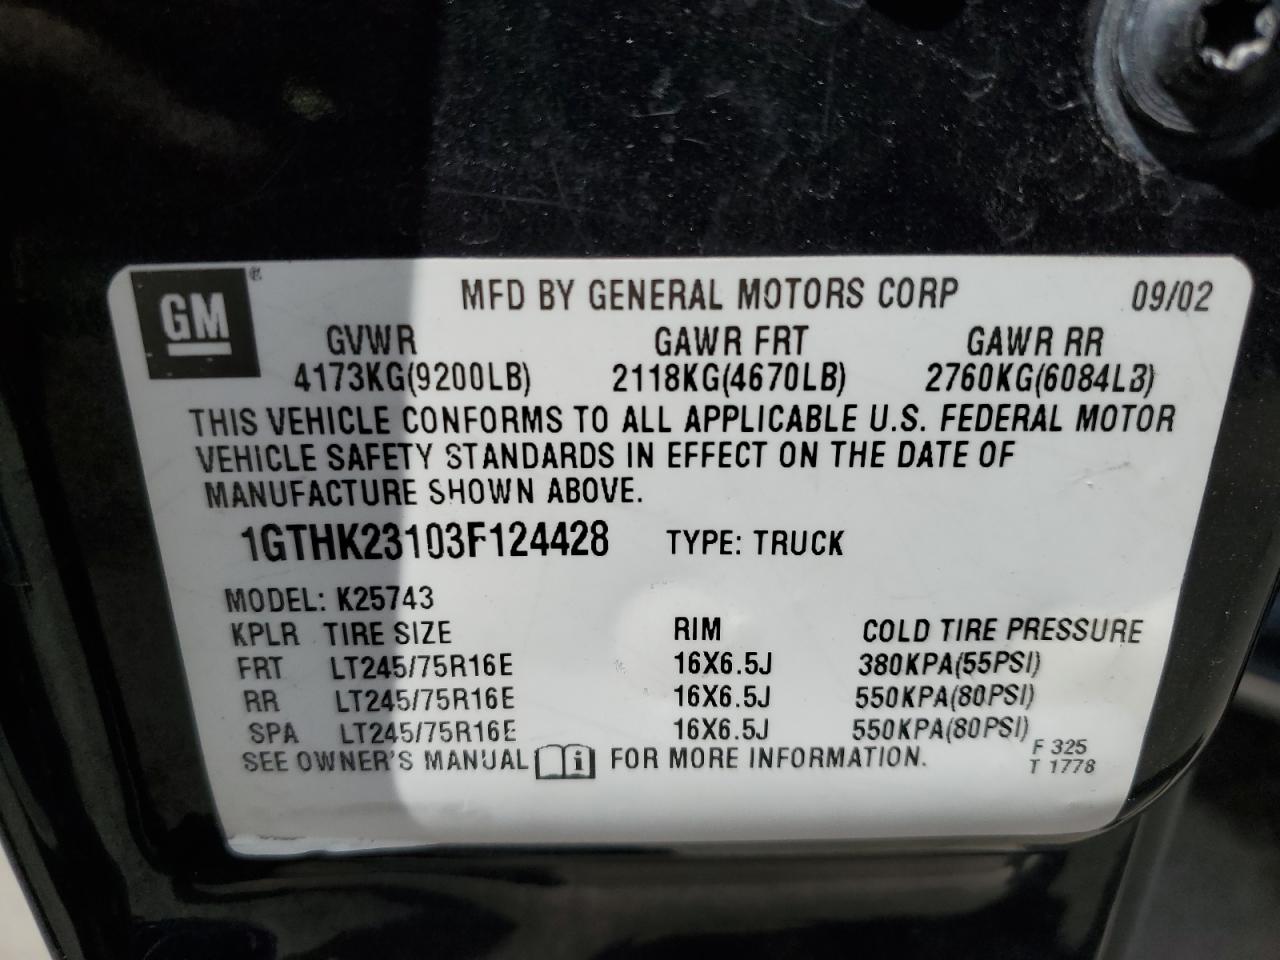 GM®
MFD BY GENERAL MOTORS CORP 09/02
GVWR GAWR FRT GAWR RR
4173KG(9200LB) 2118KG(4670LB) 2760KG(6084LB)
THIS VEHICLE CONFORMS TO ALL APPLICABLE U.S. FEDERAL MOTOR
VEHICLE SAFETY STANDARDS IN EFFECT ON THE DATE OF
MANUFACTURE SHOWN ABOVE.
1GTHK23103F124428 TYPE: TRUCK
MODEL: K25743
KPLR TIRE SIZE RIM COLD TIRE PRESSURE
FRT LT245/75R16E 16X6.5J 380KPA(55PSI)
RR LT245/75R16E 16X6.5J 550KPA(80PSI)
SPA LT245/75R16E 16X6.5J 550KPA(80PSI)
SEE OWNER'S MANUAL i FOR MORE INFORMATION.
F 325
T 1778